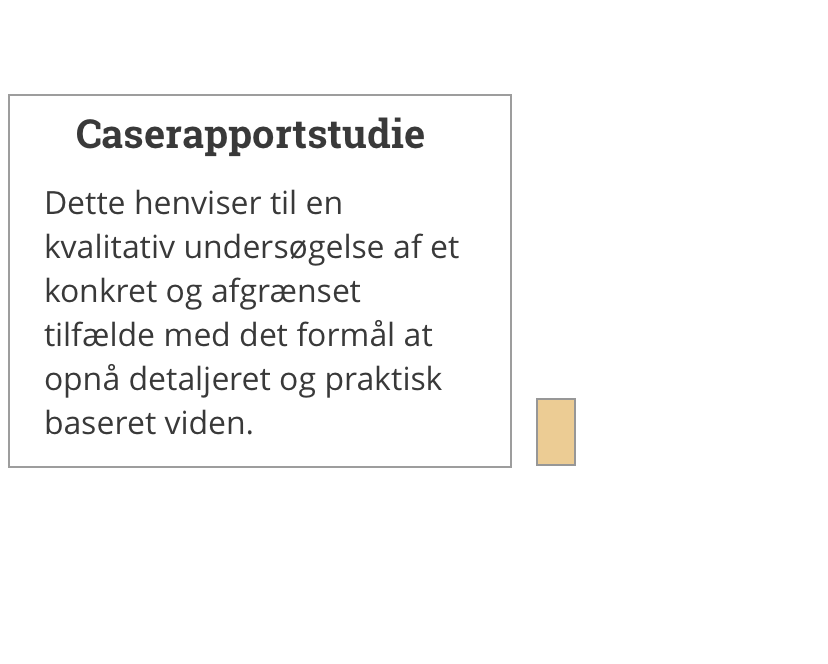 Caserapportstudie
Dette henviser til en
kvalitativ undersøgelse af et
konkret og afgrænset
tilfælde med det formål at
opnå detaljeret og praktisk
baseret viden.